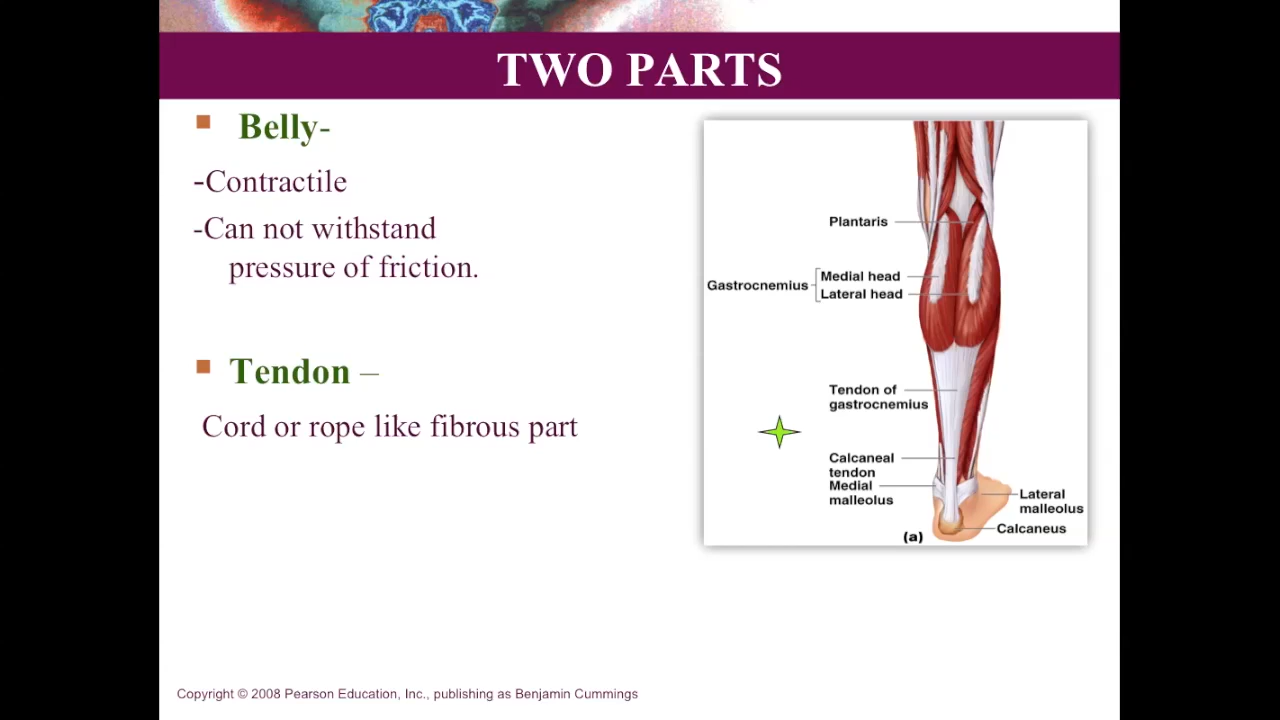 TWO PARTS
Belly-
-Contractile
-Can not withstand
pressure of friction.
Tendon –
Cord or rope like fibrous part
Plantaris
Gastrocnemius
Medial head
Lateral head
Tendon of
gastrocnemius
Calcaneal
tendon
Medial
malleolus
Lateral
malleolus
Calcaneus
(a)
Copyright © 2008 Pearson Education, Inc., publishing as Benjamin Cummings